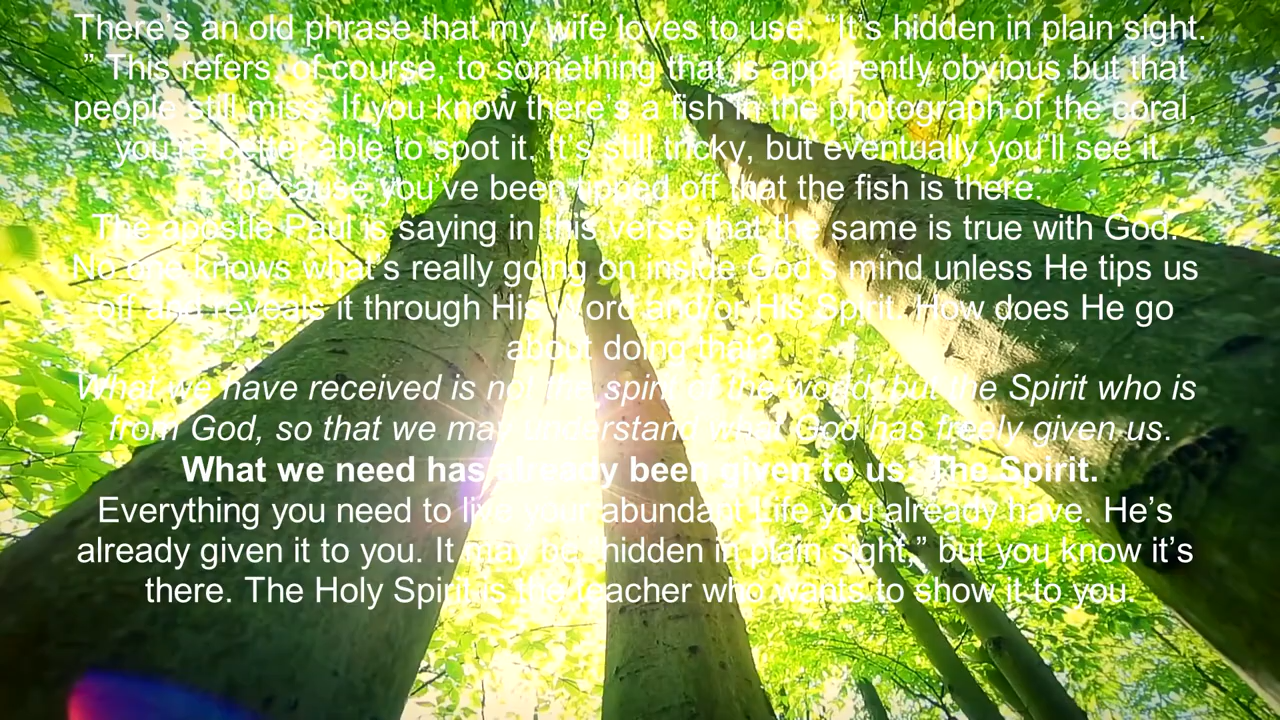 There’s an old phrase that my wife loves to use: “It’s hidden in plain sight.
” This refers, of course, to something that is apparently obvious but that
people still miss. If you know there’s a fish in the photograph of the coral,
you’re better able to spot it. It’s still tricky, but eventually you’ll see it
because you’ve been tipped off that the fish is there.
The apostle Paul is saying in this verse that the same is true with God.
No one knows what’s really going on inside God’s mind unless He tips us
off and reveals it through His Word and/or His Spirit. How does He go
about doing that?
What we have received is not the spirit of the world, but the Spirit who is
from God, so that we may understand what God has freely given us.
What we need has already been given to us: The Spirit.
Everything you need to live your abundant Life you already have. He’s
already given it to you. It may be “hidden in plain sight,” but you know it’s
there. The Holy Spirit is the teacher who wants to show it to you.